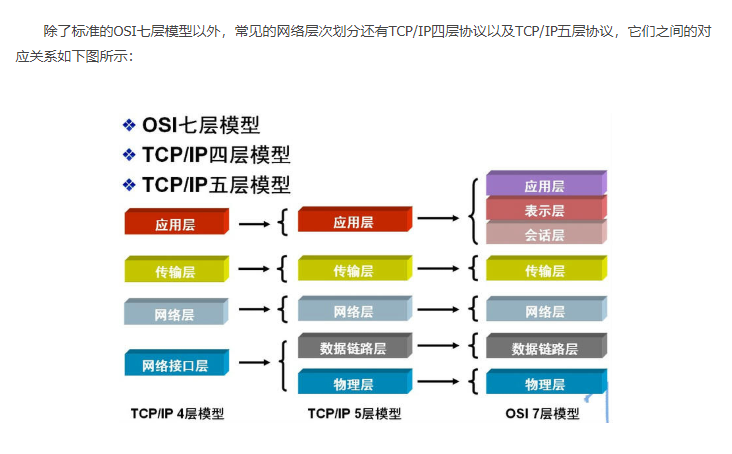 除了标准的OSI七层模型以外，常见的网络层次划分还有TCP/IP四层协议以及TCP/IP五层协议，它们之间的对
应关系如下图所示：
❖ OSI七层模型
❖ TCP/IP四层模型
❖ TCP/IP五层模型
应用层
传输层
网络层
网络接口层
TCP/IP 4层模型
应用层
传输层
网络层
数据链路层
物理层
TCP/IP 5层模型
应用层
表示层
会话层
传输层
网络层
数据链路层
物理层
OSI 7层模型